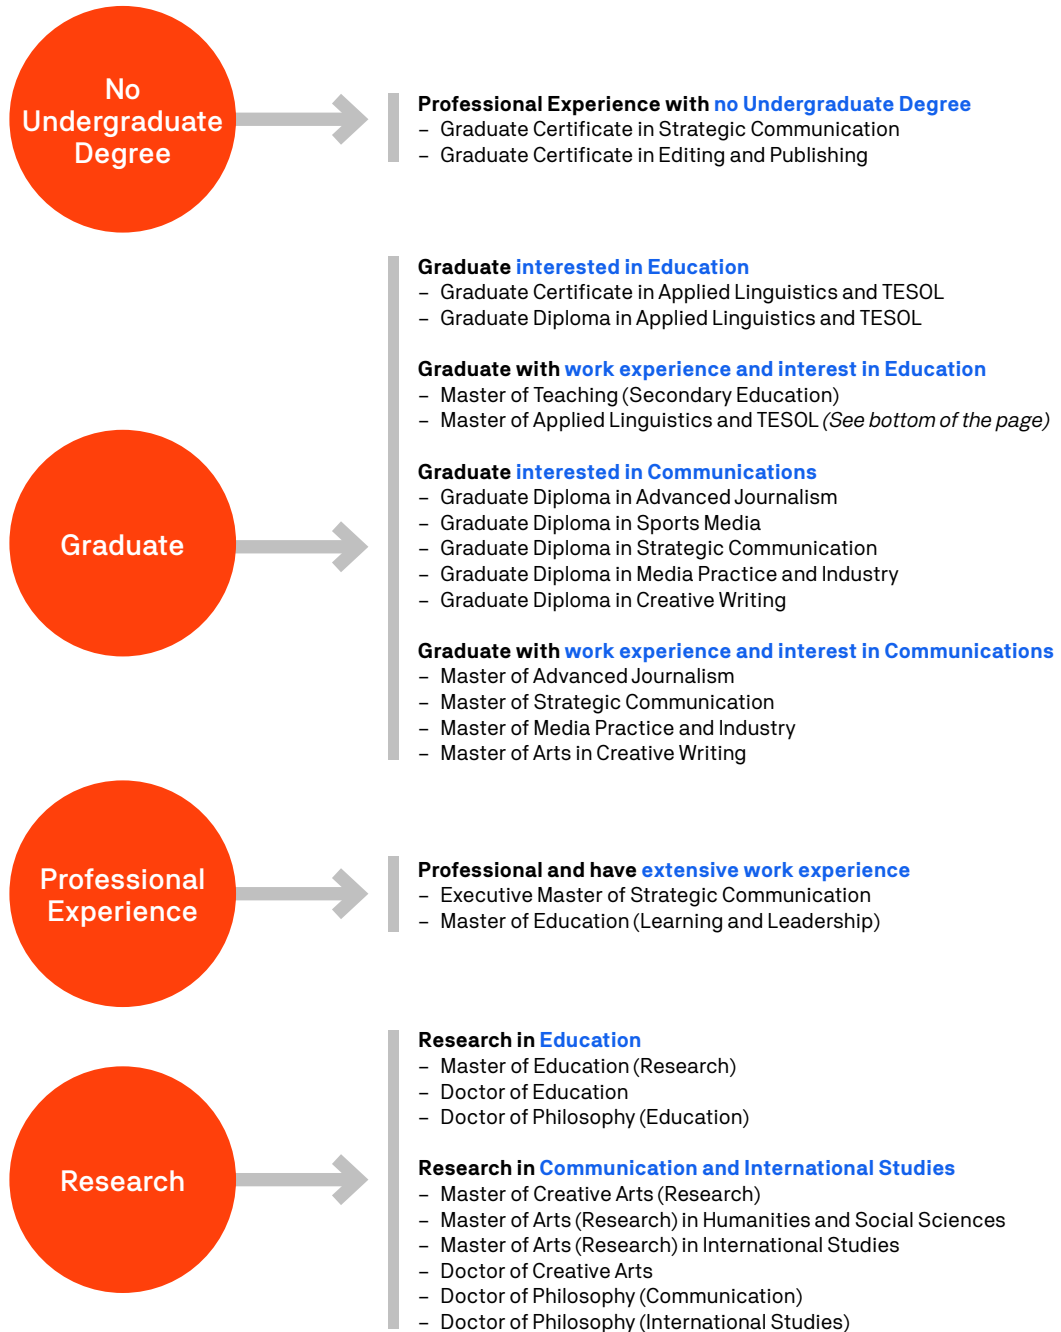 No
Undergraduate
Degree
Professional Experience with no Undergraduate Degree
– Graduate Certificate in Strategic Communication
– Graduate Certificate in Editing and Publishing
Graduate
Graduate interested in Education
– Graduate Certificate in Applied Linguistics and TESOL
– Graduate Diploma in Applied Linguistics and TESOL
Graduate with work experience and interest in Education
– Master of Teaching (Secondary Education)
– Master of Applied Linguistics and TESOL (See bottom of the page)
Graduate interested in Communications
– Graduate Diploma in Advanced Journalism
– Graduate Diploma in Sports Media
– Graduate Diploma in Strategic Communication
– Graduate Diploma in Media Practice and Industry
– Graduate Diploma in Creative Writing
Graduate with work experience and interest in Communications
– Master of Advanced Journalism
– Master of Strategic Communication
– Master of Media Practice and Industry
– Master of Arts in Creative Writing
Professional
Experience
Professional and have extensive work experience
– Executive Master of Strategic Communication
– Master of Education (Learning and Leadership)
Research
Research in Education
– Master of Education (Research)
– Doctor of Education
– Doctor of Philosophy (Education)
Research in Communication and International Studies
– Master of Creative Arts (Research)
– Master of Arts (Research) in Humanities and Social Sciences
– Master of Arts (Research) in International Studies
– Doctor of Creative Arts
– Doctor of Philosophy (Communication)
– Doctor of Philosophy (International Studies)